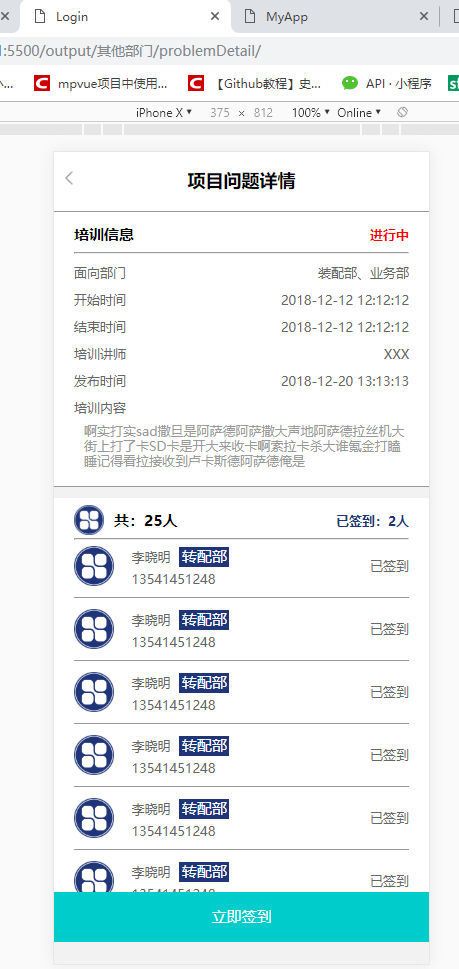 Login
MyApp
:5500/output/其他部门/problemDetail/
mpvue项目中使用...
【Github教程】史...
API · 小程序
iPhone X ▼ 375 × 812 100% ▼ Online ▼
项目问题详情
培训信息 进行中
面向部门 装配部、业务部
开始时间 2018-12-12 12:12:12
结束时间 2018-12-12 12:12:12
培训讲师 XXX
发布时间 2018-12-20 13:13:13
培训内容
啊实打实sad撒旦是阿萨德阿萨撒大声地阿萨德拉丝机大
街上打了卡SD卡是开大来收卡啊索拉卡杀大谁氪金打瞌
睡记得看拉接收到卢卡斯德阿萨德俺是
共：25人 已签到：2人
李晓明 转配部
13541451248
已签到
李晓明 转配部
13541451248
已签到
李晓明 转配部
13541451248
已签到
李晓明 转配部
13541451248
已签到
李晓明 转配部
13541451248
已签到
李晓明 转配部
已签到
立即签到